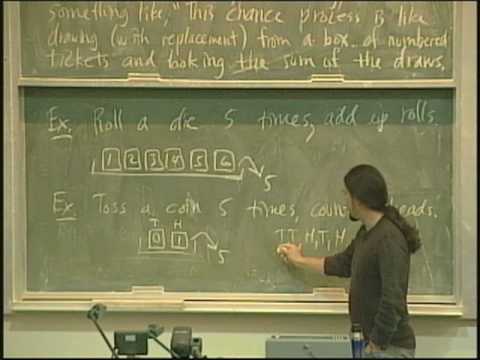 something like, "This chance process is like
drawing (with replacement) from a box of numbered
tickets and looking the sum of the draws.
Ex: Roll a die 5 times, add up rolls.
1 2 3 4 5 6 5
Ex: Toss a coin 5 times, count heads.
T H
0 1 5
T T, H, T, H